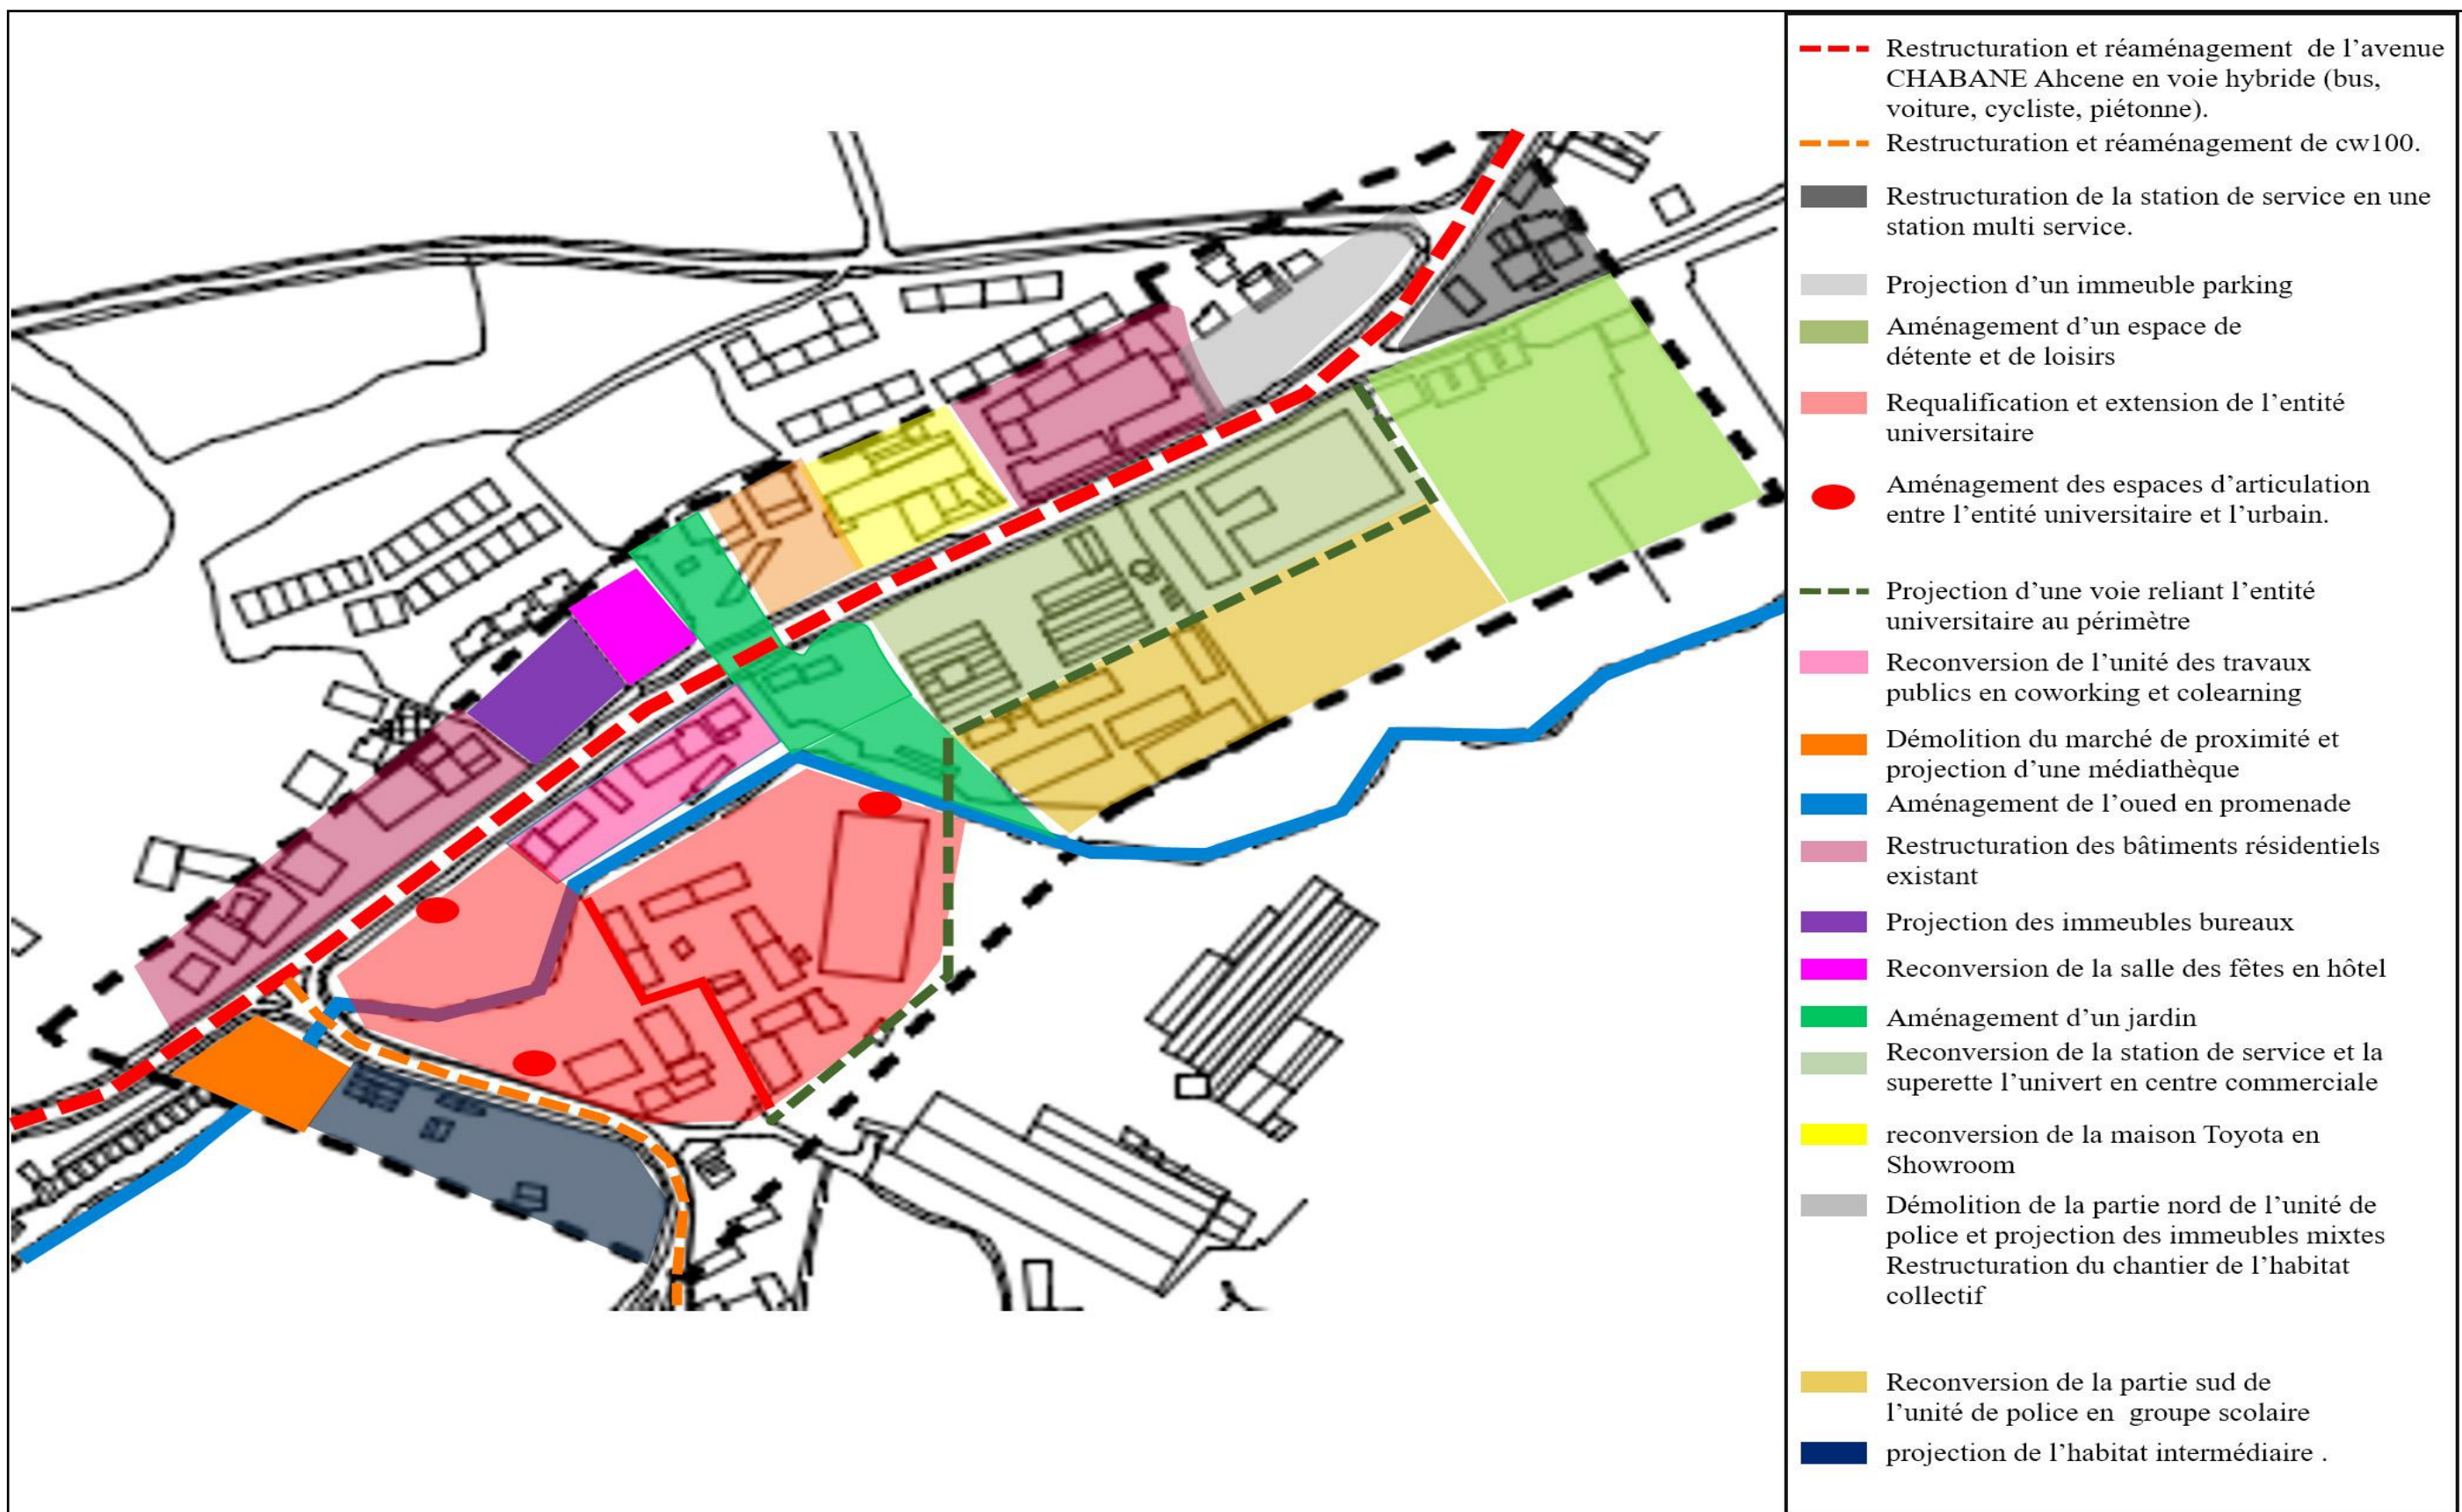 Restructuration et réaménagement de l’avenue
CHABANE Ahcene en voie hybride (bus,
voiture, cycliste, piétonne).
Restructuration et réaménagement de cw100.
Restructuration de la station de service en une
station multi service.
Projection d’un immeuble parking
Aménagement d’un espace de
détente et de loisirs
Requalification et extension de l’entité
universitaire
Aménagement des espaces d’articulation
entre l’entité universitaire et l’urbain.
Projection d’une voie reliant l’entité
universitaire au périmètre
Reconversion de l’unité des travaux
publics en coworking et colearning
Démolition du marché de proximité et
projection d’une médiathèque
Aménagement de l’oued en promenade
Restructuration des bâtiments résidentiels
existant
Projection des immeubles bureaux
Reconversion de la salle des fêtes en hôtel
Aménagement d’un jardin
Reconversion de la station de service et la
superette l’univert en centre commerciale
reconversion de la maison Toyota en
Showroom
Démolition de la partie nord de l’unité de
police et projection des immeubles mixtes
Restructuration du chantier de l’habitat
collectif
Reconversion de la partie sud de
l’unité de police en groupe scolaire
projection de l’habitat intermédiaire .